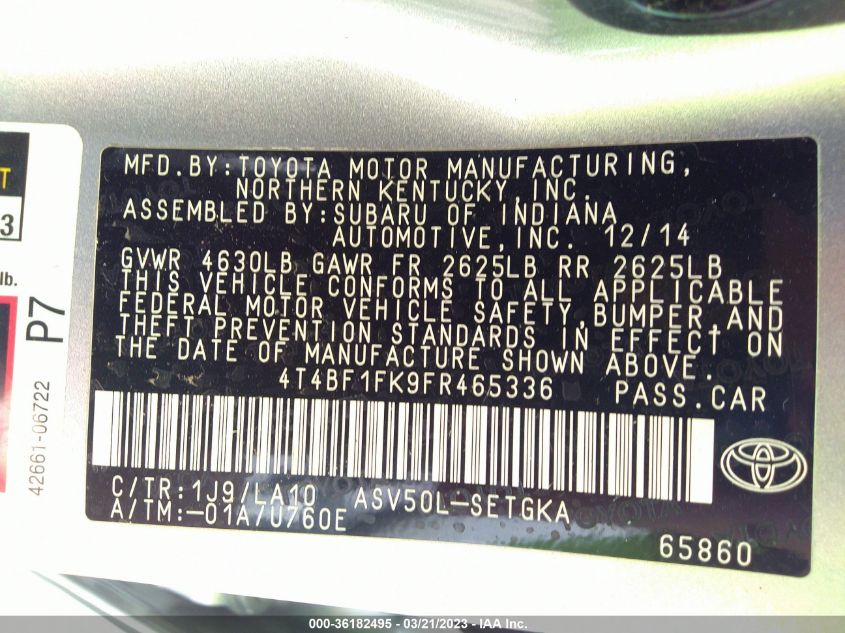 MFD.BY:TOYOTA MOTOR MANUFACTURING,
NORTHERN KENTUCKY, INC.
ASSEMBLED BY:SUBARU OF INDIANA
AUTOMOTIVE,INC. 12/14
GVWR 4630LB GAWR FR 2625LB RR 2625LB
THIS VEHICLE CONFORMS TO ALL APPLICABLE
FEDERAL MOTOR VEHICLE SAFETY,BUMPER,AND
THEFT PREVENTION STANDARDS IN EFFECT ON
THE DATE OF MANUFACTURE SHOWN ABOVE.
4T4BF1FK9FR465336 PASS.CAR
C/TR:1J9/LA10 ASV50L-SETGKA
A/TM:-01A/U760E
65860
T
3
lb.
P7
42661-06722
000-36182495 - 03/21/2023 - IAA Inc.